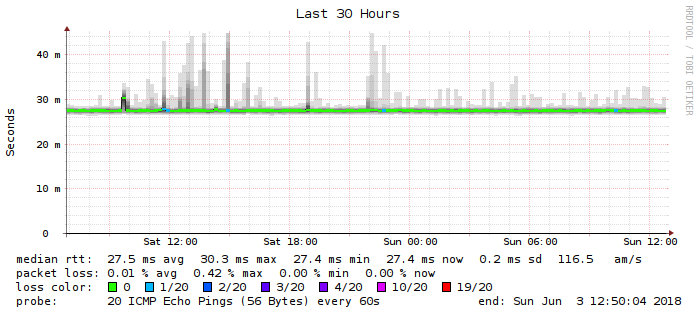 Last 30 Hours
RRDTOOL / TOBI OETIKER
Seconds
40 m
30 m
20 m
10 m
0
Sat 12:00 Sat 18:00 Sun 00:00 Sun 06:00 Sun 12:00
median rtt: 27.5 ms avg 30.3 ms max 27.4 ms min 27.4 ms now 0.2 ms sd 116.5 am/s
packet loss: 0.01 % avg 0.42 % max 0.00 % min 0.00 % now
loss color: 0 1/20 2/20 3/20 4/20 10/20 19/20
probe: 20 ICMP Echo Pings (56 Bytes) every 60s end: Sun Jun 3 12:50:04 2018